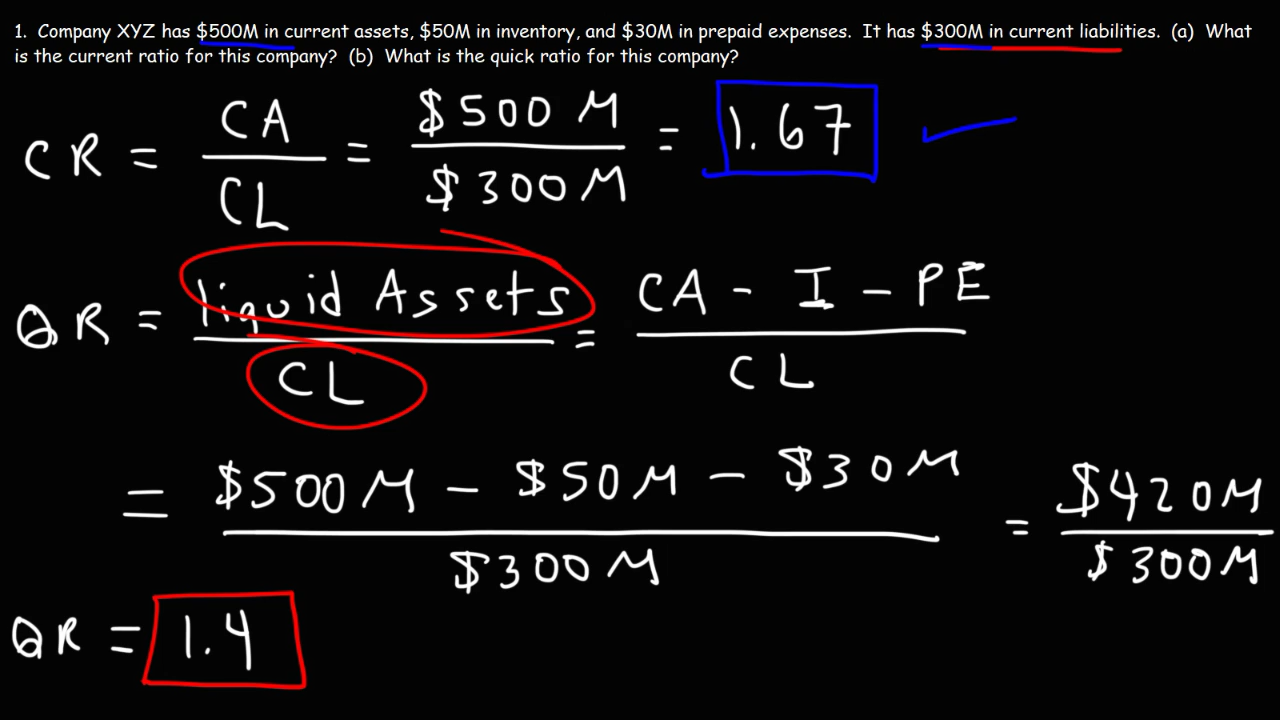 1. Company XYZ has $500M in current assets, $50M in inventory, and $30M in prepaid expenses. It has $300M in current liabilities. (a) What
is the current ratio for this company? (b) What is the quick ratio for this company?
CR = CA / CL = $500M / $300M = 1.67
QR = liquid Assets / CL = CA - I - PE / CL
= $500M - $50M - $30M / $300M = $420M / $300M
QR = 1.4